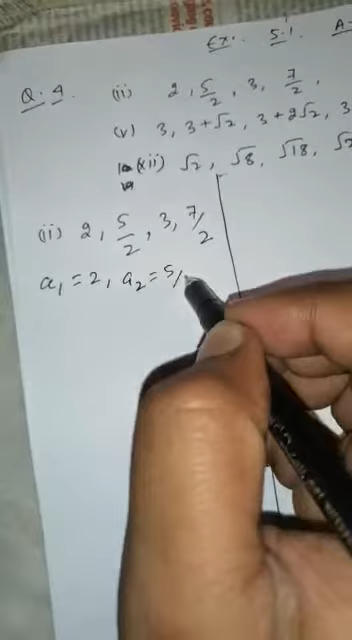 Ex:. 5.1. A-
Q.4. (ii) 2, 5/2, 3, 7/2,
(v) 3, 3+√2, 3+2√2, 3
(xii) √2, √8, √18, √
(ii) 2, 5/2, 3, 7/2
a₁ = 2, a₂ = 5/